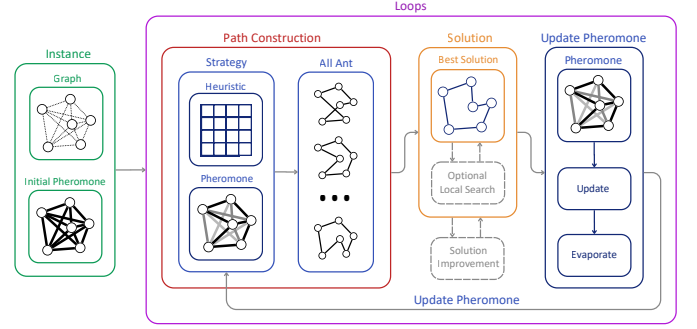 Loops
Instance
Graph
Initial Pheromone
Path Construction
Strategy
Heuristic
Pheromone
All Ant
Solution
Best Solution
Optional
Local Search
Solution
Improvement
Update Pheromone
Pheromone
Update
Evaporate
Update Pheromone